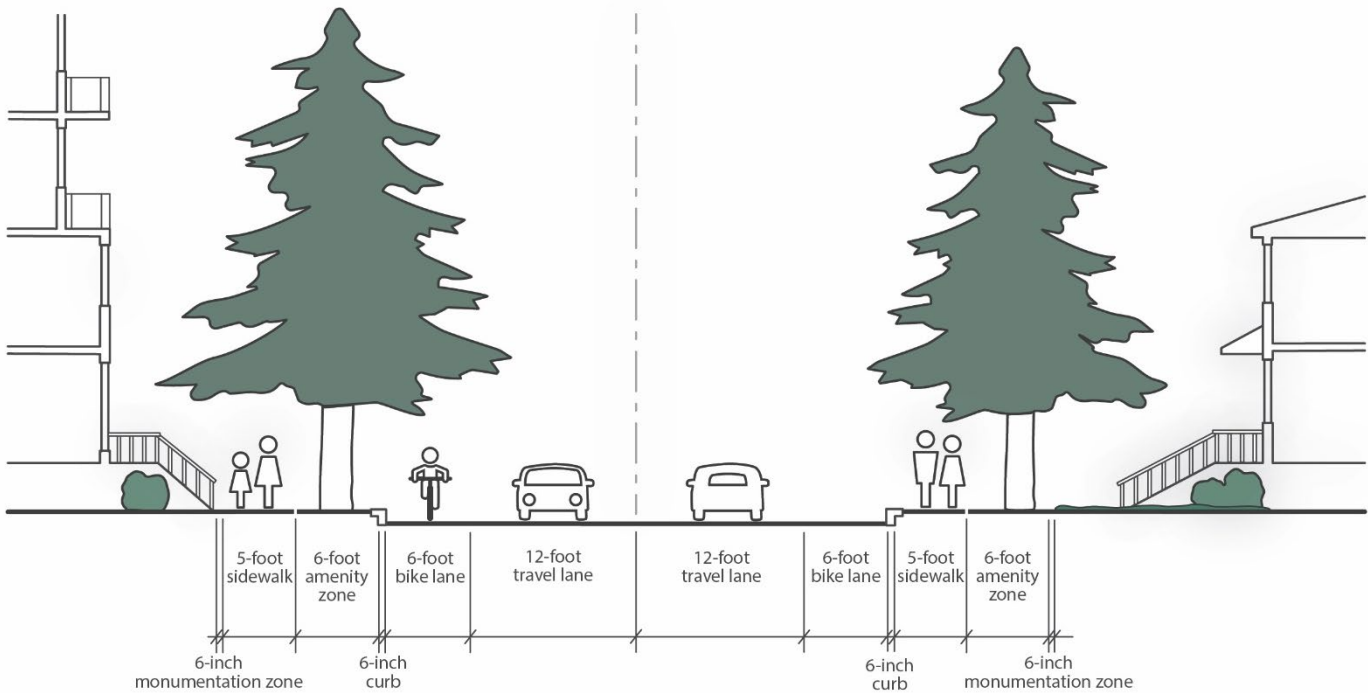 5-foot
sidewalk
6-foot
amenity
zone
6-foot
bike lane
12-foot
travel lane
12-foot
travel lane
6-foot
bike lane
5-foot
sidewalk
6-foot
amenity
zone
6-inch
monumentation zone
6-inch
curb
6-inch
curb
6-inch
monumentation zone